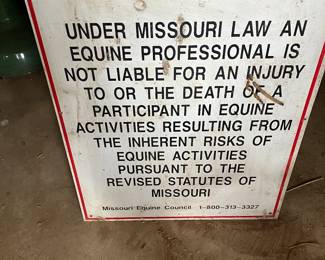 UNDER MISSOURI LAW AN
EQUINE PROFESSIONAL IS
NOT LIABLE FOR AN INJURY
TO OR THE DEATH OF A
PARTICIPANT IN EQUINE
ACTIVITIES RESULTING FROM
THE INHERENT RISKS OF
EQUINE ACTIVITIES
PURSUANT TO THE
REVISED STATUTES OF
MISSOURI
Missouri Equine Council 1-800-313-3327